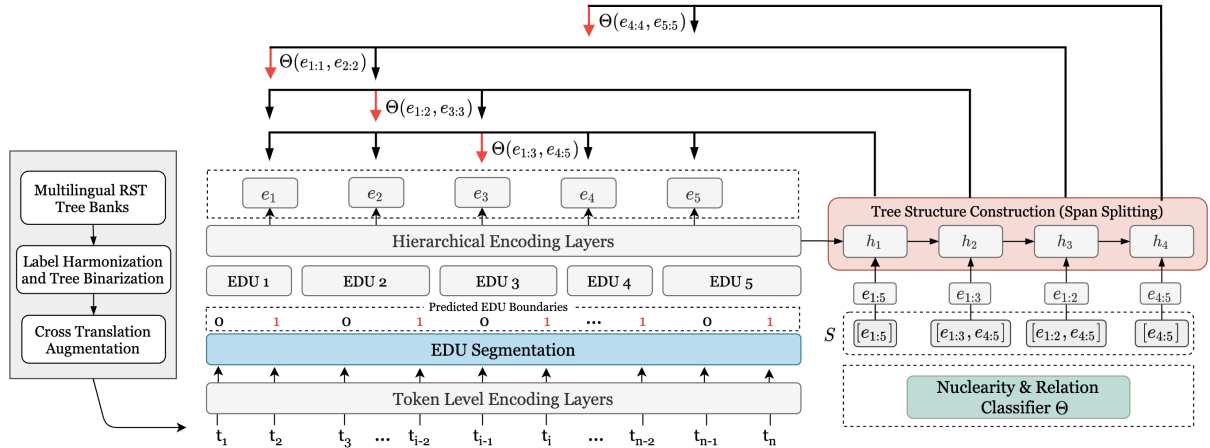 Θ(e4:4, e5:5)
Θ(e1:1, e2:2)
Θ(e1:2, e3:3)
Θ(e1:3, e4:5)
Multilingual RST
Tree Banks
Label Harmonization
and Tree Binarization
Cross Translation
Augmentation
e1 e2 e3 e4 e5
Hierarchical Encoding Layers
EDU 1 EDU 2 EDU 3 EDU 4 EDU 5
Predicted EDU Boundaries
0 1 0 1 0 1 ... 1 0 1
EDU Segmentation
Token Level Encoding Layers
t1 t2 t3 ... ti-2 ti-1 ti ... tn-2 tn-1 tn
Tree Structure Construction (Span Splitting)
h1 h2 h3 h4
e1:5 e1:3 e1:2 e4:5
S [e1:5] [e1:3, e4:5] [e1:2, e4:5] [e4:5]
Nuclearity & Relation
Classifier Θ